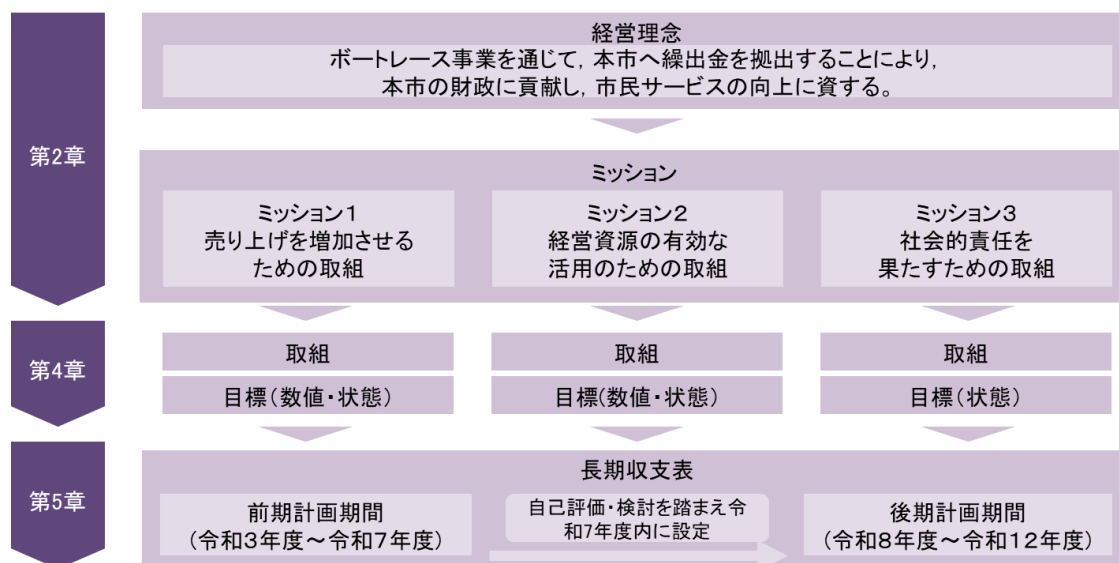 第2章
経営理念
ボートレース事業を通じて，本市へ繰出金を拠出することにより，
本市の財政に貢献し，市民サービスの向上に資する。
ミッション
ミッション１
売り上げを増加させる
ための取組
ミッション２
経営資源の有効な
活用のための取組
ミッション３
社会的責任を
果たすための取組
第4章
取組
目標（数値・状態）
取組
目標（数値・状態）
取組
目標（状態）
第5章
長期収支表
前期計画期間
（令和３年度～令和７年度）
自己評価・検討を踏まえ令
和7年度内に設定
後期計画期間
（令和８年度～令和１２年度）